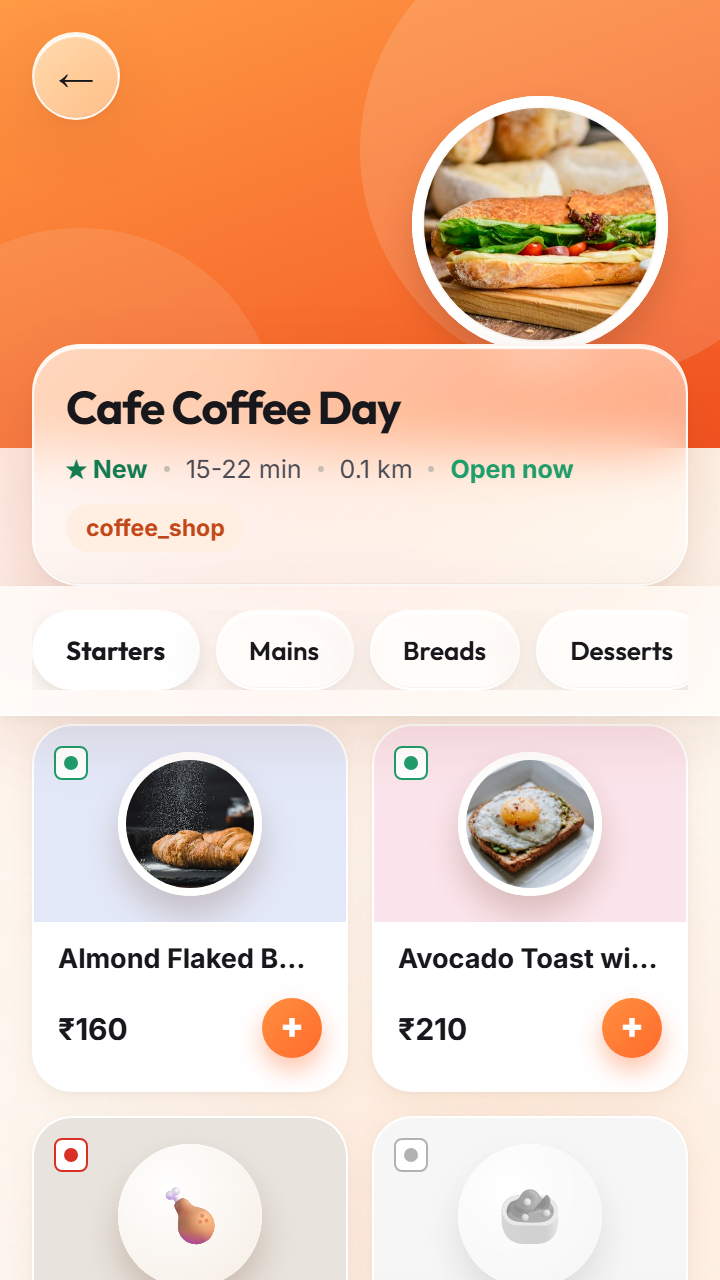 ←
Cafe Coffee Day
★ New • 15-22 min • 0.1 km • Open now
coffee_shop
Starters Mains Breads Desserts
Almond Flaked B... Avocado Toast wi...
₹160 + ₹210 +